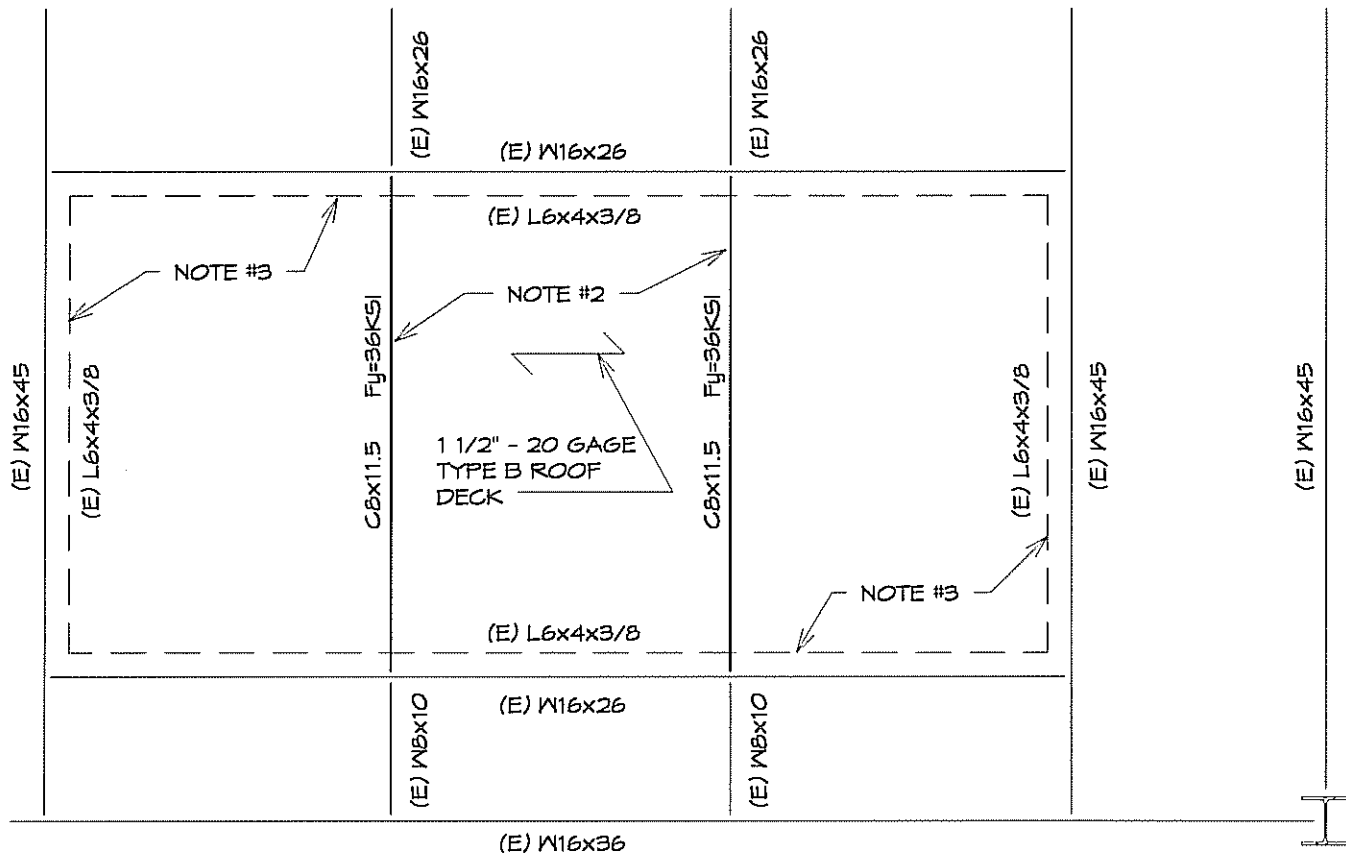 (E) W16x26
(E) W16x26
(E) W16x26
(E) L6x4x3/8
NOTE #3
NOTE #2
(E) W16x45
(E) L6x4x3/8
C8x11.5 Fy=36KSI
1 1/2" - 20 GAGE
TYPE B ROOF
DECK
C8x11.5 Fy=36KSI
(E) L6x4x3/8
(E) W16x45
(E) W16x45
NOTE #3
(E) L6x4x3/8
(E) W8x10
(E) W16x26
(E) W8x10
(E) W16x36